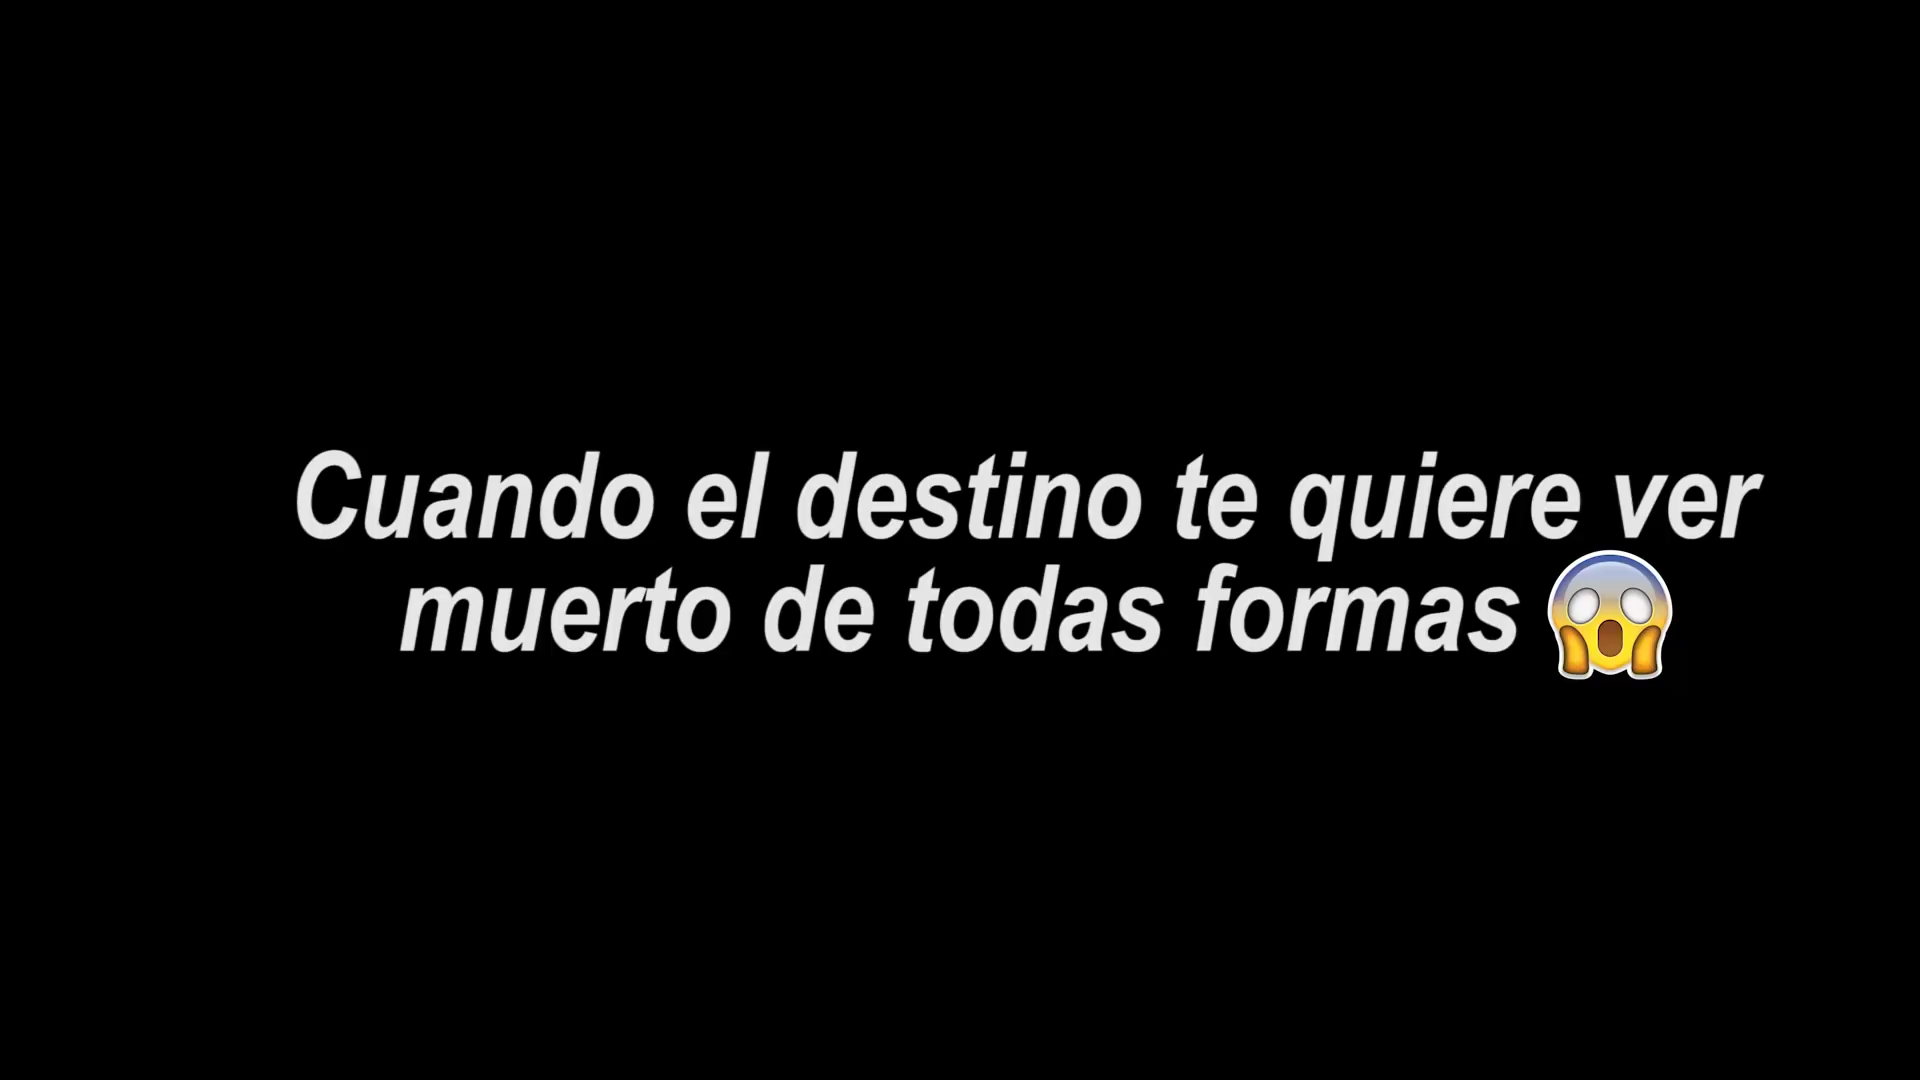 Cuando el destino te quiere ver
muerto de todas formas 😱